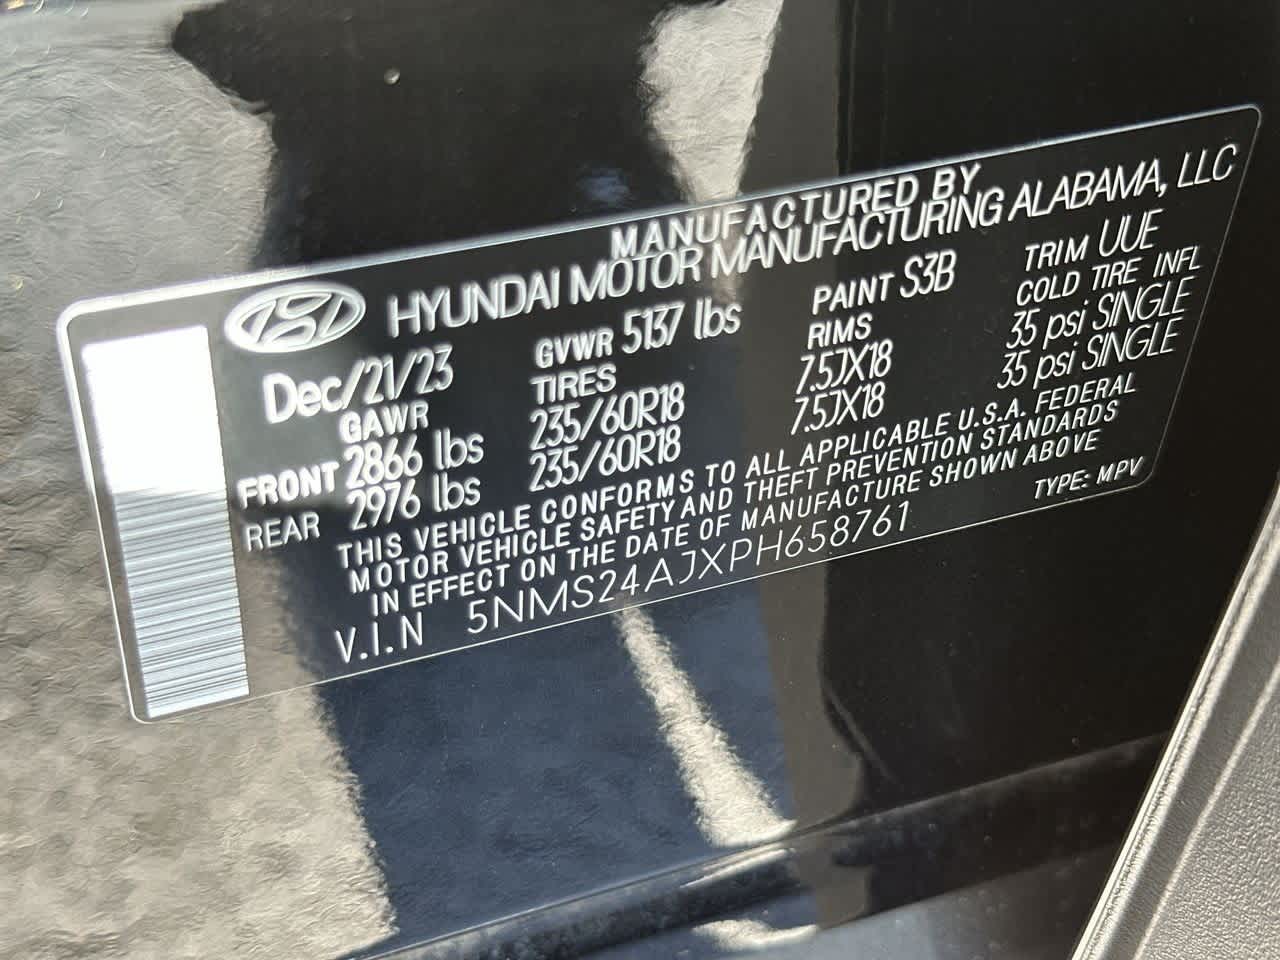 MANUFACTURED BY
HYUNDAI MOTOR MANUFACTURING ALABAMA, LLC
Dec/21/23 GVWR 5137 lbs PAINT S3B TRIM UUE
GAWR TIRES RIMS COLD TIRE INFL
FRONT 2866 lbs 235/60R18 7.5JX18 35 psi SINGLE
REAR 2976 lbs 235/60R18 7.5JX18 35 psi SINGLE
THIS VEHICLE CONFORMS TO ALL APPLICABLE U.S.A. FEDERAL
MOTOR VEHICLE SAFETY AND THEFT PREVENTION STANDARDS
IN EFFECT ON THE DATE OF MANUFACTURE SHOWN ABOVE
V.I.N 5NMS24AJXPH658761 TYPE: MPV